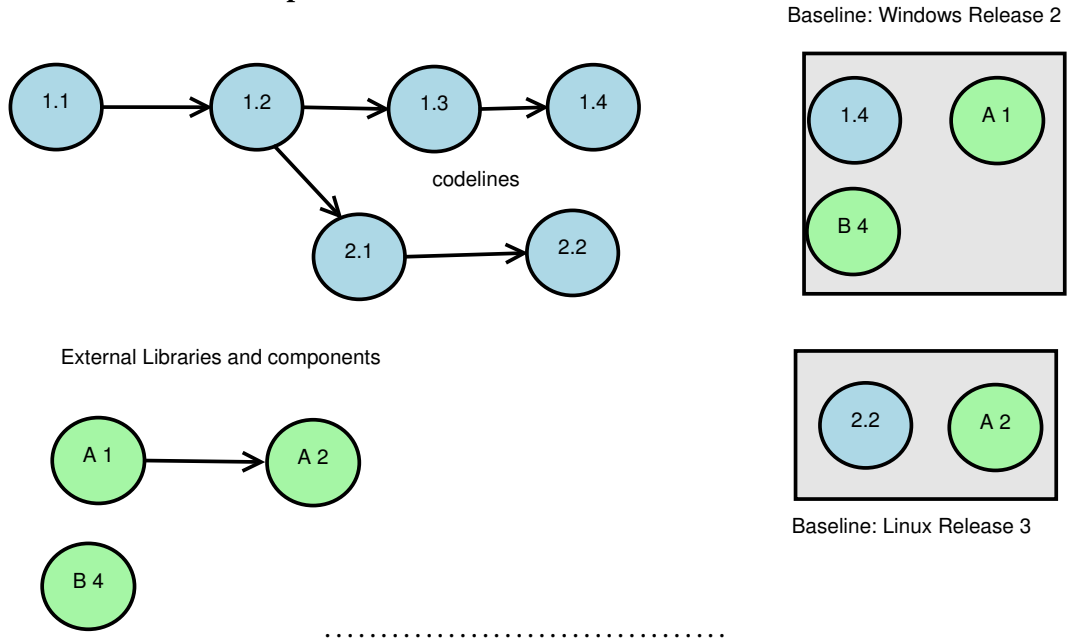 Baseline: Windows Release 2
1.1
1.2
1.3
1.4
codelines
2.1
2.2
1.4
A 1
B 4
External Libraries and components
A 1
A 2
B 4
2.2
A 2
Baseline: Linux Release 3